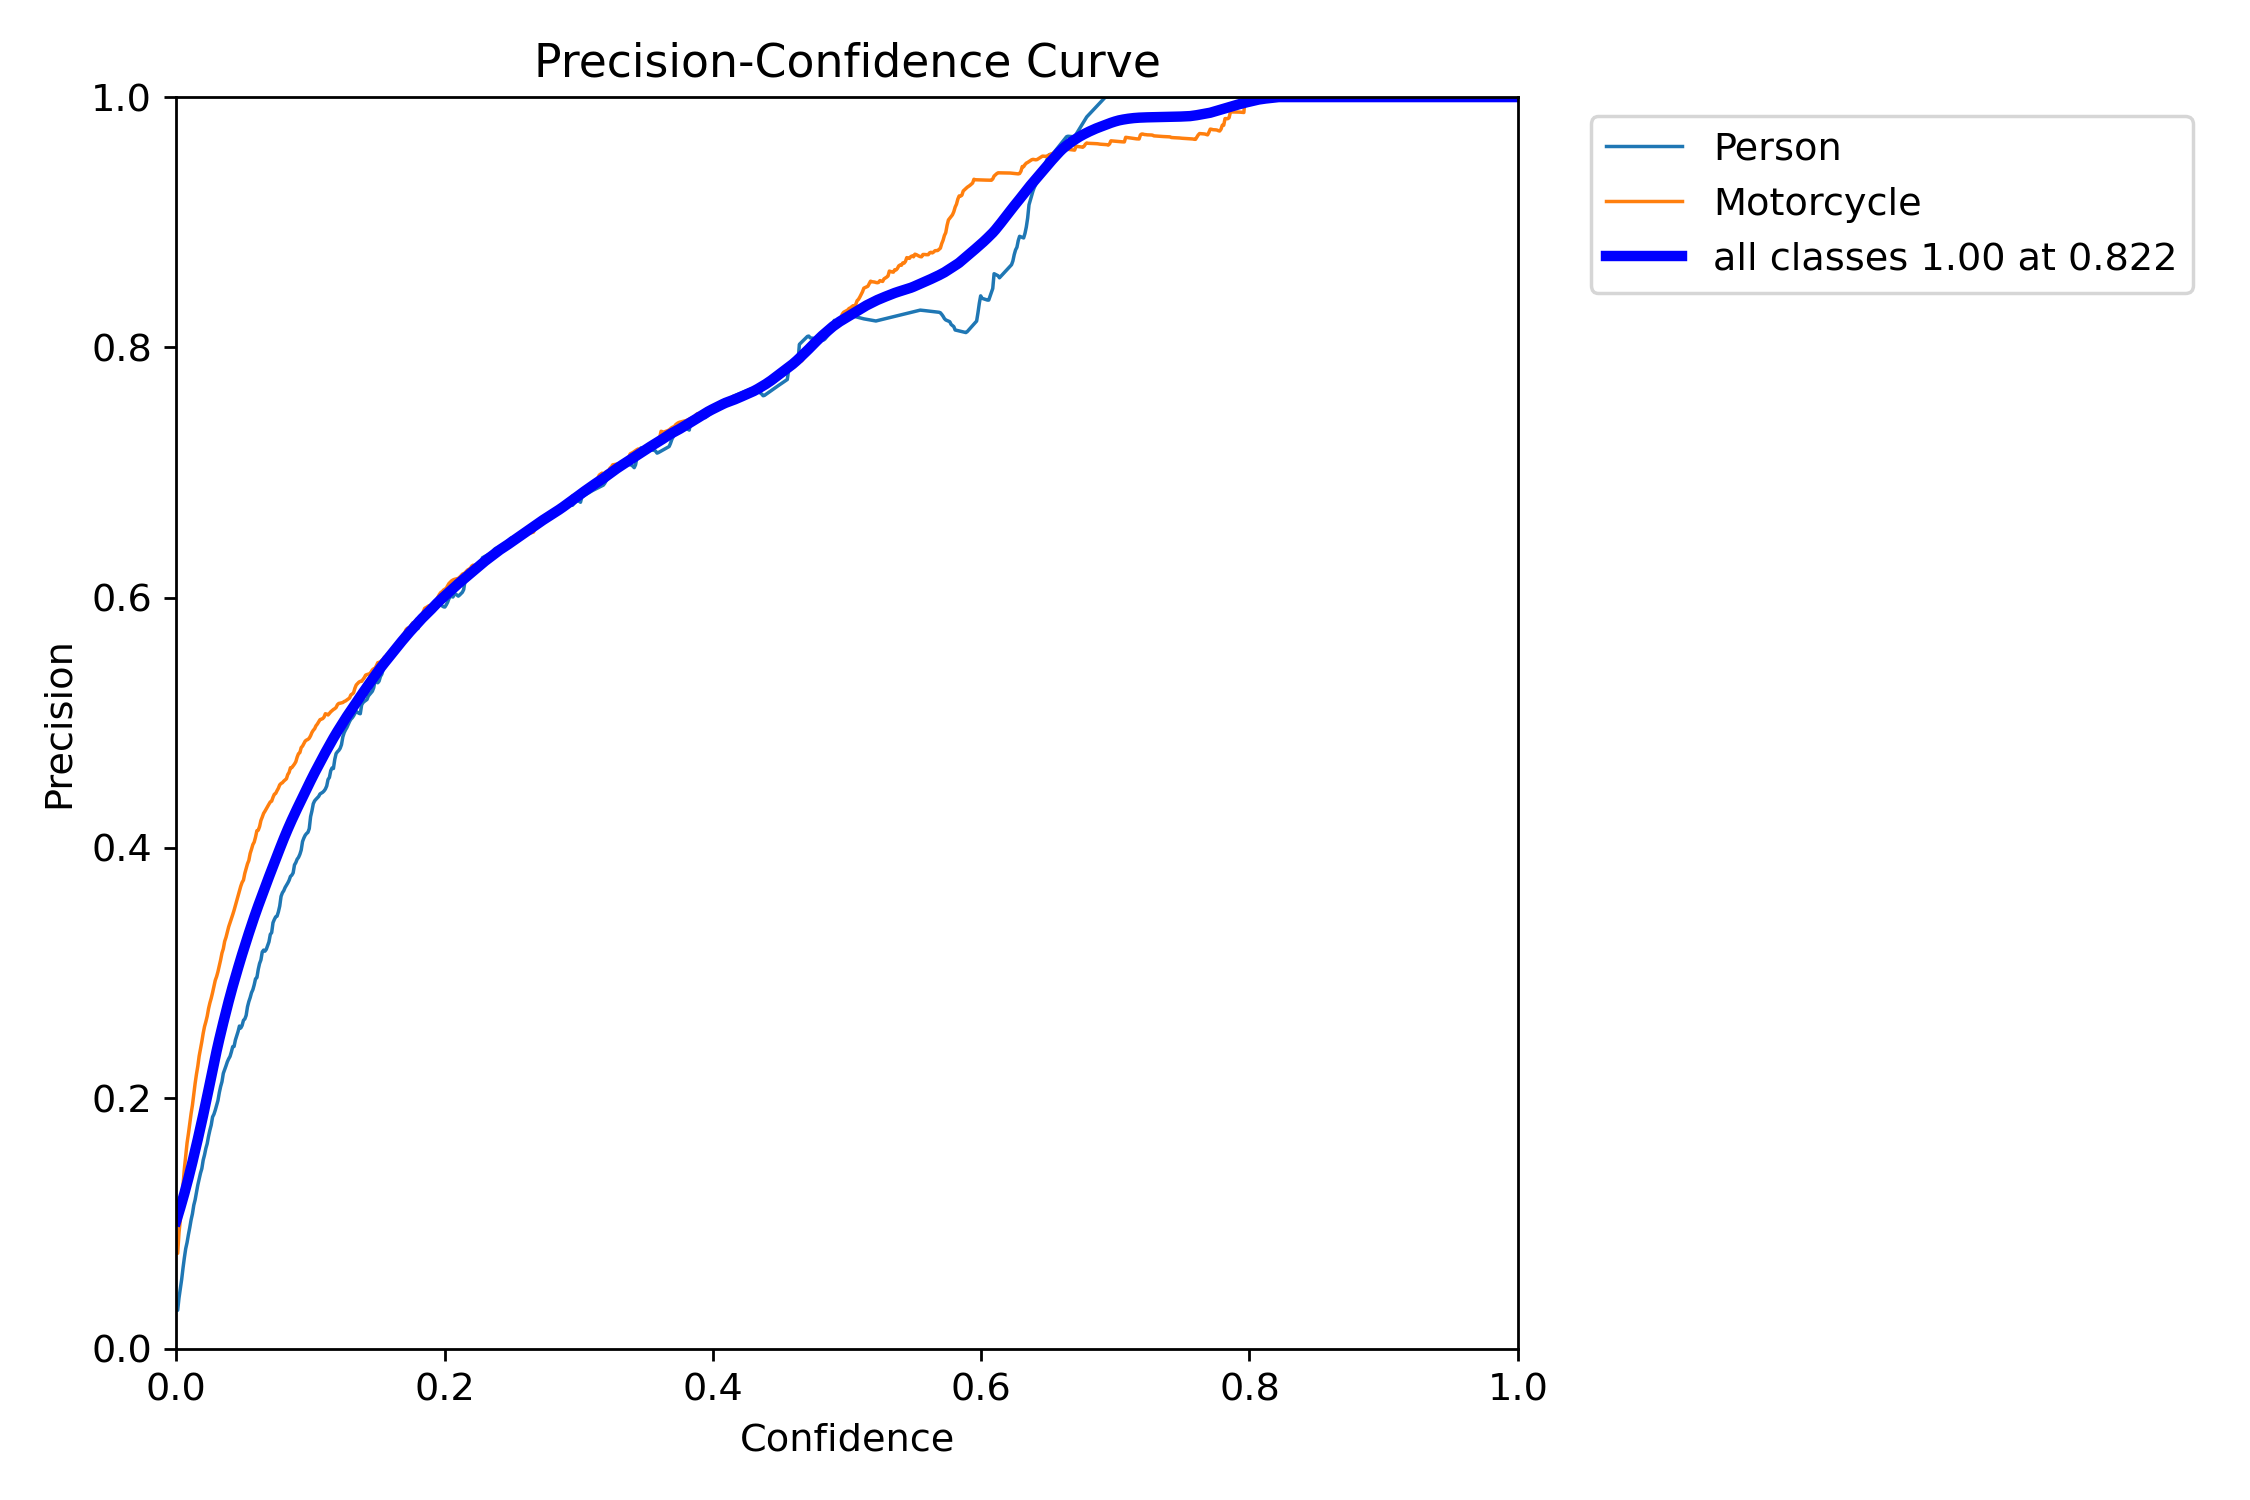 Precision-Confidence Curve
1.0
0.8
0.6
0.4
0.2
0.0
Precision
0.0 0.2 0.4 0.6 0.8 1.0
Confidence
Person
Motorcycle
all classes 1.00 at 0.822